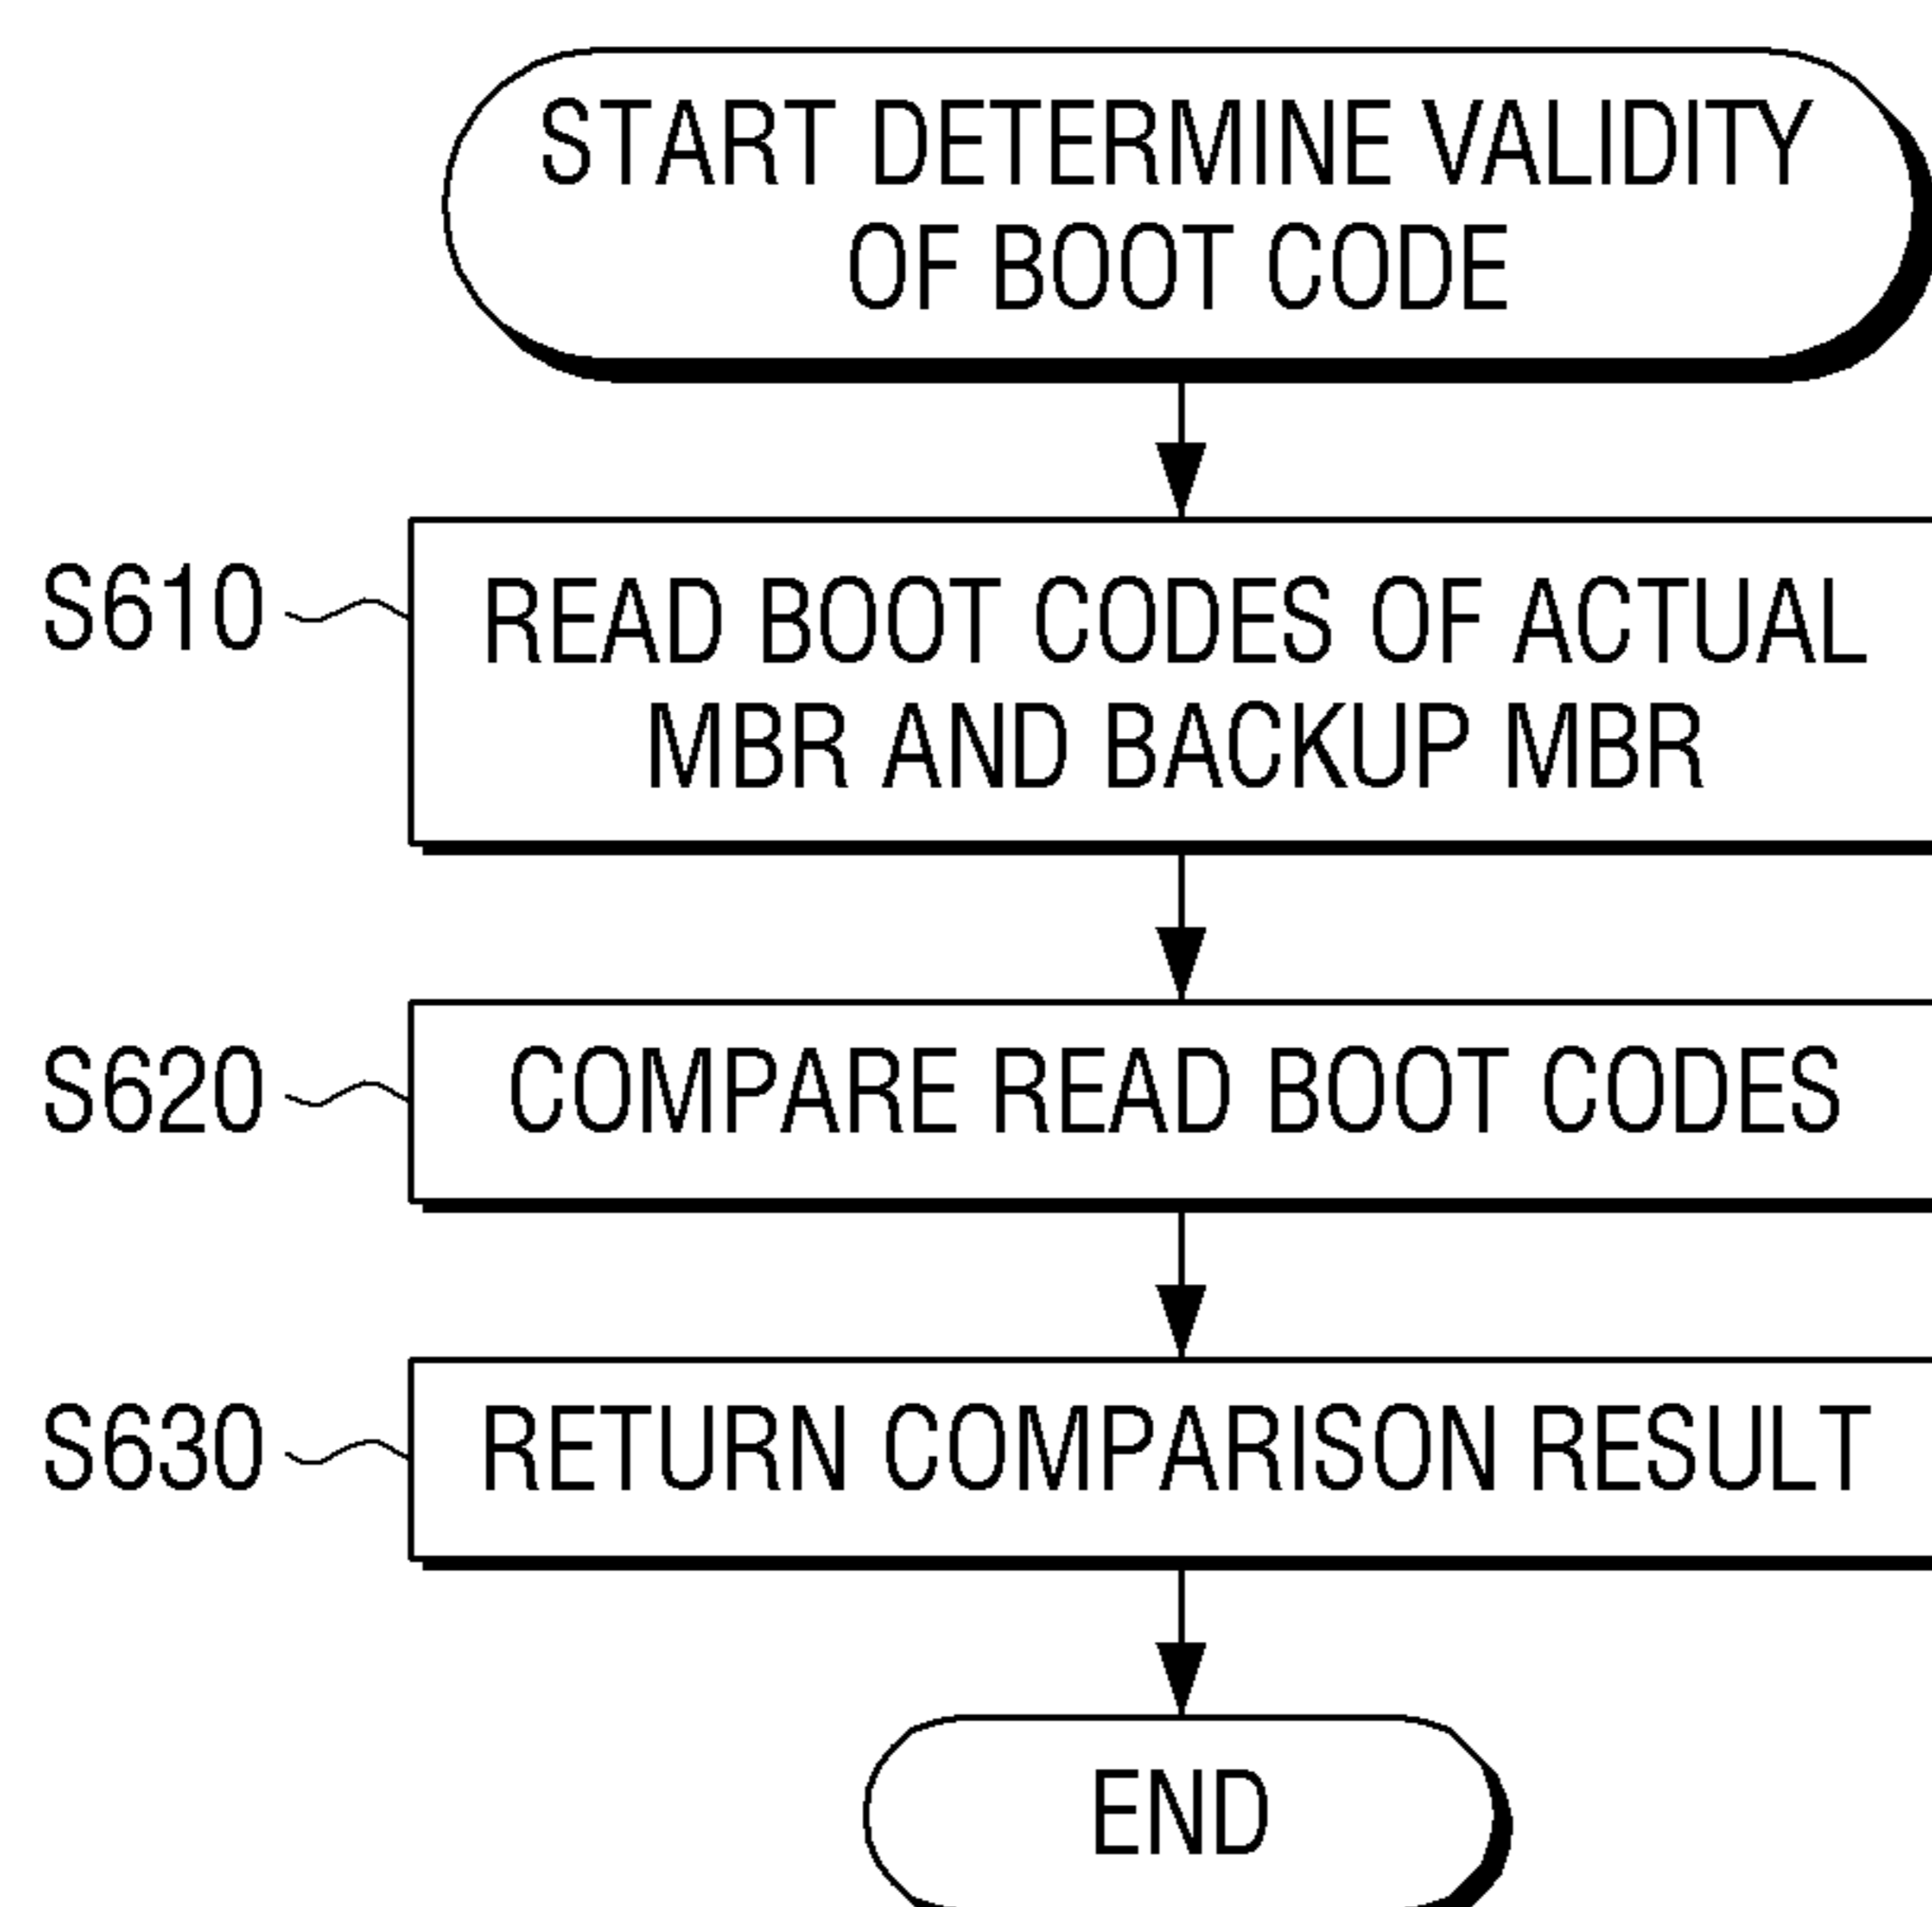 START DETERMINE VALIDITY
OF BOOT CODE
S610
READ BOOT CODES OF ACTUAL
MBR AND BACKUP MBR
S620
COMPARE READ BOOT CODES
S630
RETURN COMPARISON RESULT
END